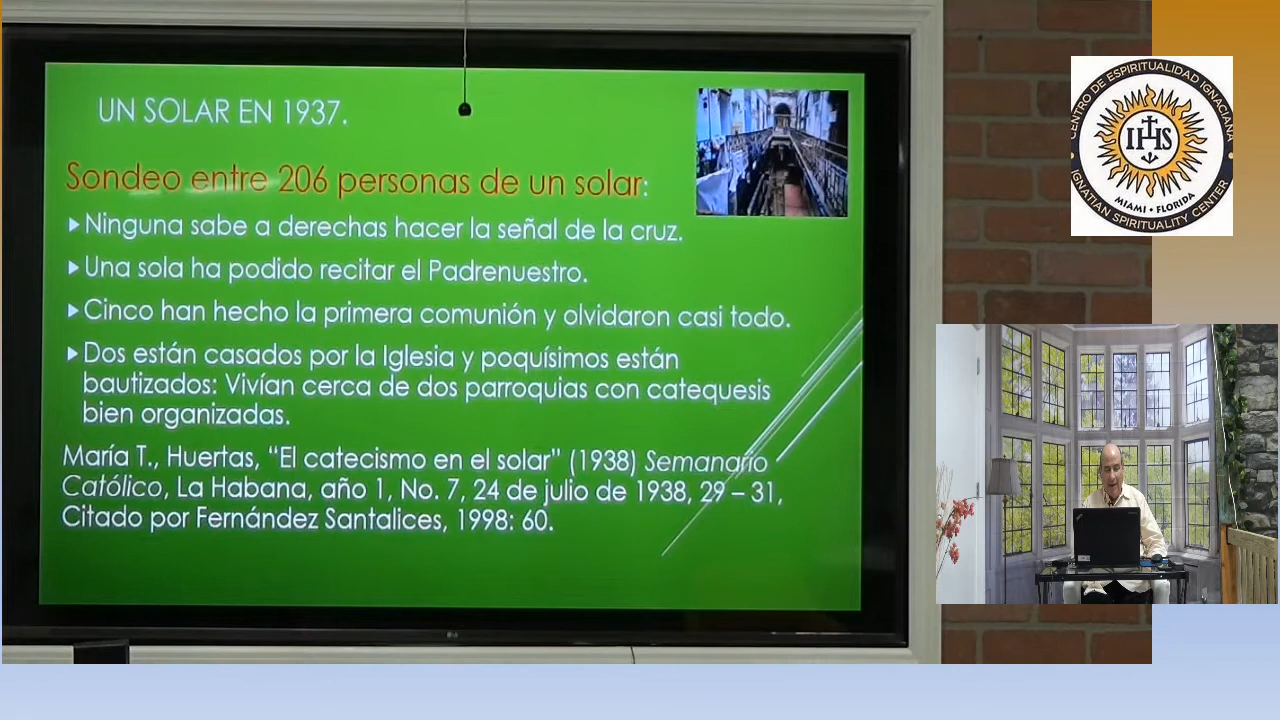 UN SOLAR EN 1937.
Sondeo entre 206 personas de un solar:
Ninguna sabe a derechas hacer la señal de la cruz.
Una sola ha podido recitar el Padrenuestro.
Cinco han hecho la primera comunión y olvidaron casi todo.
Dos están casados por la Iglesia y poquísimos están
bautizados: Vivían cerca de dos parroquias con catequesis
bien organizadas.
María T., Huertas, “El catecismo en el solar” (1938) Semanario
Católico, La Habana, año 1, No. 7, 24 de julio de 1938, 29 – 31,
Citado por Fernández Santalices, 1998: 60.
CENTRO DE ESPIRITUALIDAD IGNACIANA
IHS
MIAMI • FLORIDA
IGNATIAN SPIRITUALITY CENTER
LG